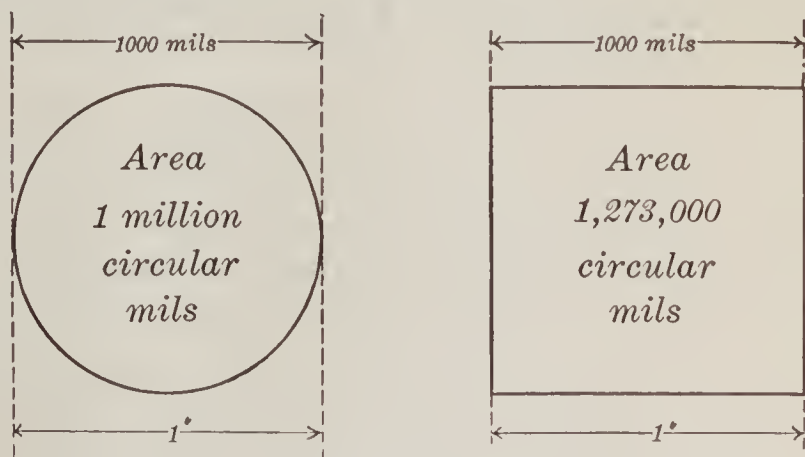 1000 mils
Area
1 million
circular
mils
1"
1000 mils
Area
1,273,000
circular
mils
1"